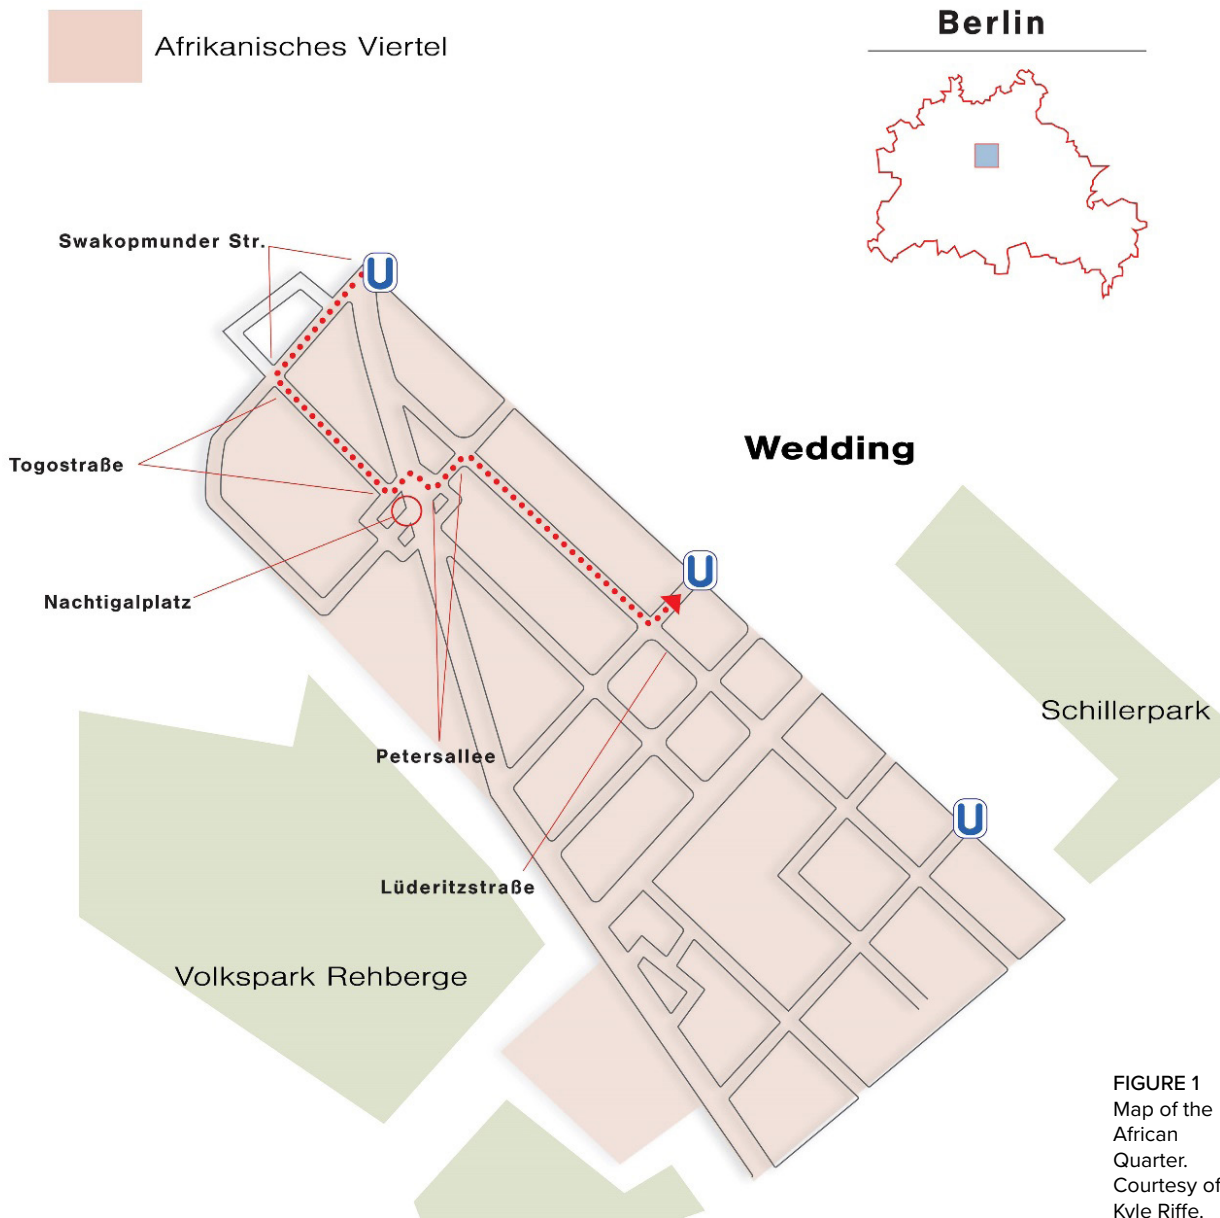 Afrikanisches Viertel
Berlin
Swakopmunder Str.
U
Wedding
Togostraße
U
Nachtigalplatz
Schillerpark
Petersallee
U
Lüderitzstraße
Volkspark Rehberge
FIGURE 1
Map of the
African
Quarter.
Courtesy of
Kyle Riffe.